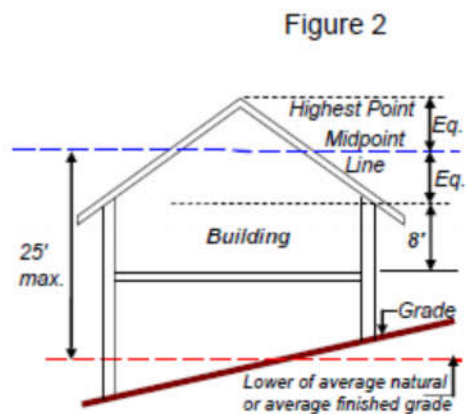 Figure 2
Highest Point
Eq.
Midpoint
Line
Eq.
Building
8'
25'
max.
Grade
Lower of average natural
or average finished grade